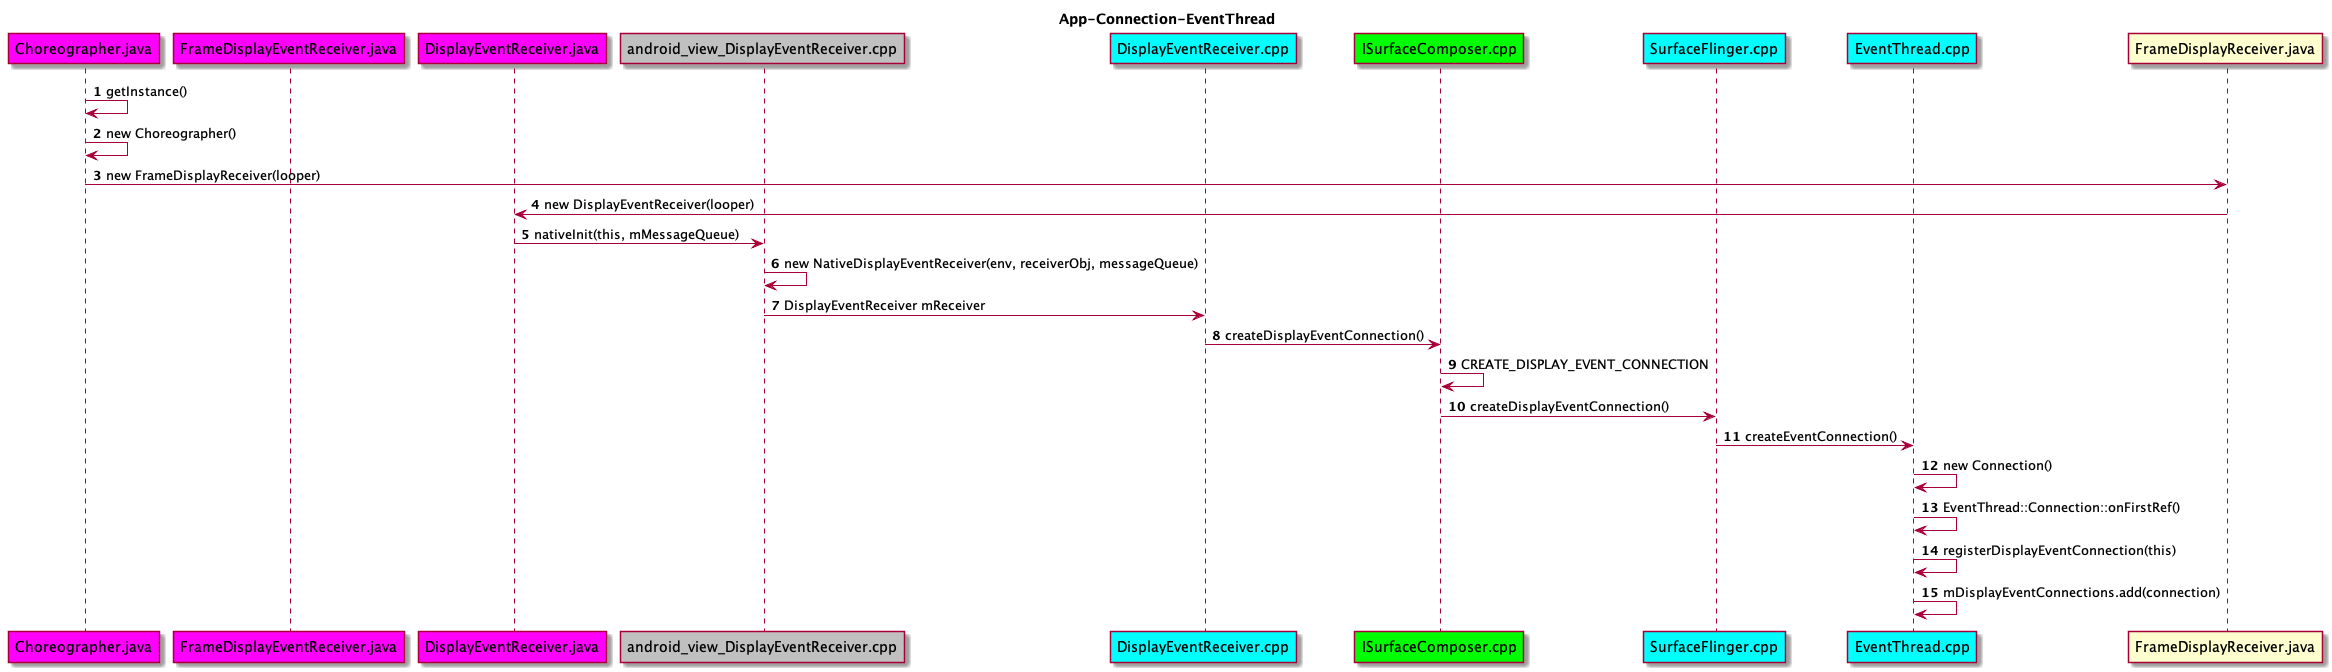 App-Connection-EventThread
Choreographer.java
FrameDisplayEventReceiver.java
DisplayEventReceiver.java
android_view_DisplayEventReceiver.cpp
DisplayEventReceiver.cpp
ISurfaceComposer.cpp
SurfaceFlinger.cpp
EventThread.cpp
FrameDisplayReceiver.java
1 getInstance()
2 new Choreographer()
3 new FrameDisplayReceiver(looper)
4 new DisplayEventReceiver(looper)
5 nativeInit(this, mMessageQueue)
6 new NativeDisplayEventReceiver(env, receiverObj, messageQueue)
7 DisplayEventReceiver mReceiver
8 createDisplayEventConnection()
9 CREATE_DISPLAY_EVENT_CONNECTION
10 createDisplayEventConnection()
11 createEventConnection()
12 new Connection()
13 EventThread::Connection::onFirstRef()
14 registerDisplayEventConnection(this)
15 mDisplayEventConnections.add(connection)
Choreographer.java
FrameDisplayEventReceiver.java
DisplayEventReceiver.java
android_view_DisplayEventReceiver.cpp
DisplayEventReceiver.cpp
ISurfaceComposer.cpp
SurfaceFlinger.cpp
EventThread.cpp
FrameDisplayReceiver.java